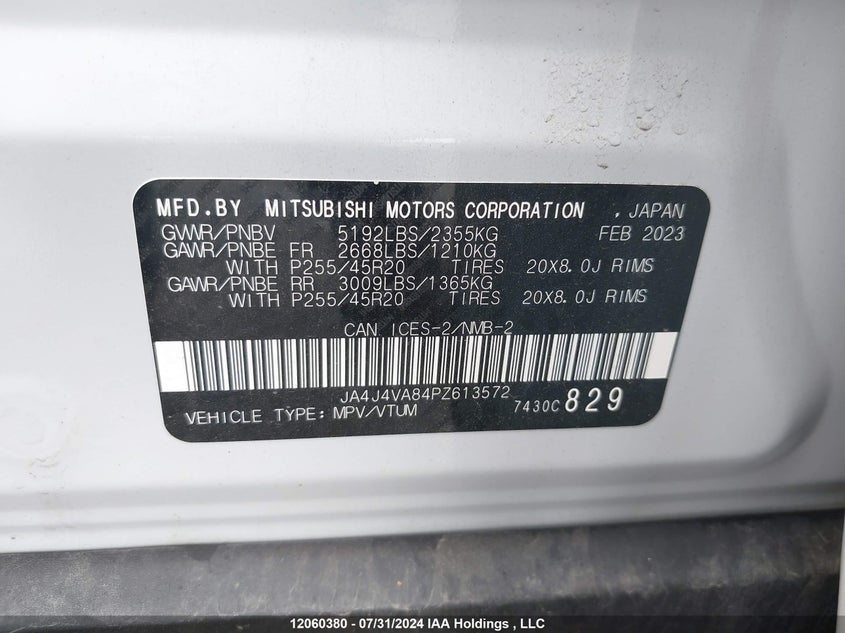 MFD.BY MITSUBISHI MOTORS CORPORATION , JAPAN
GVWR/PNBV 5192LBS/2355KG FEB 2023
GAWR/PNBE FR 2668LBS/1210KG
WITH P255/45R20 TIRES 20X8.0J RIMS
GAWR/PNBE RR 3009LBS/1365KG
WITH P255/45R20 TIRES 20X8.0J RIMS
CAN ICES-2/NMB-2
JA4J4VA84PZ613572
VEHICLE TYPE: MPV/VTUM 7430C 829
12060380 - 07/31/2024 IAA Holdings , LLC